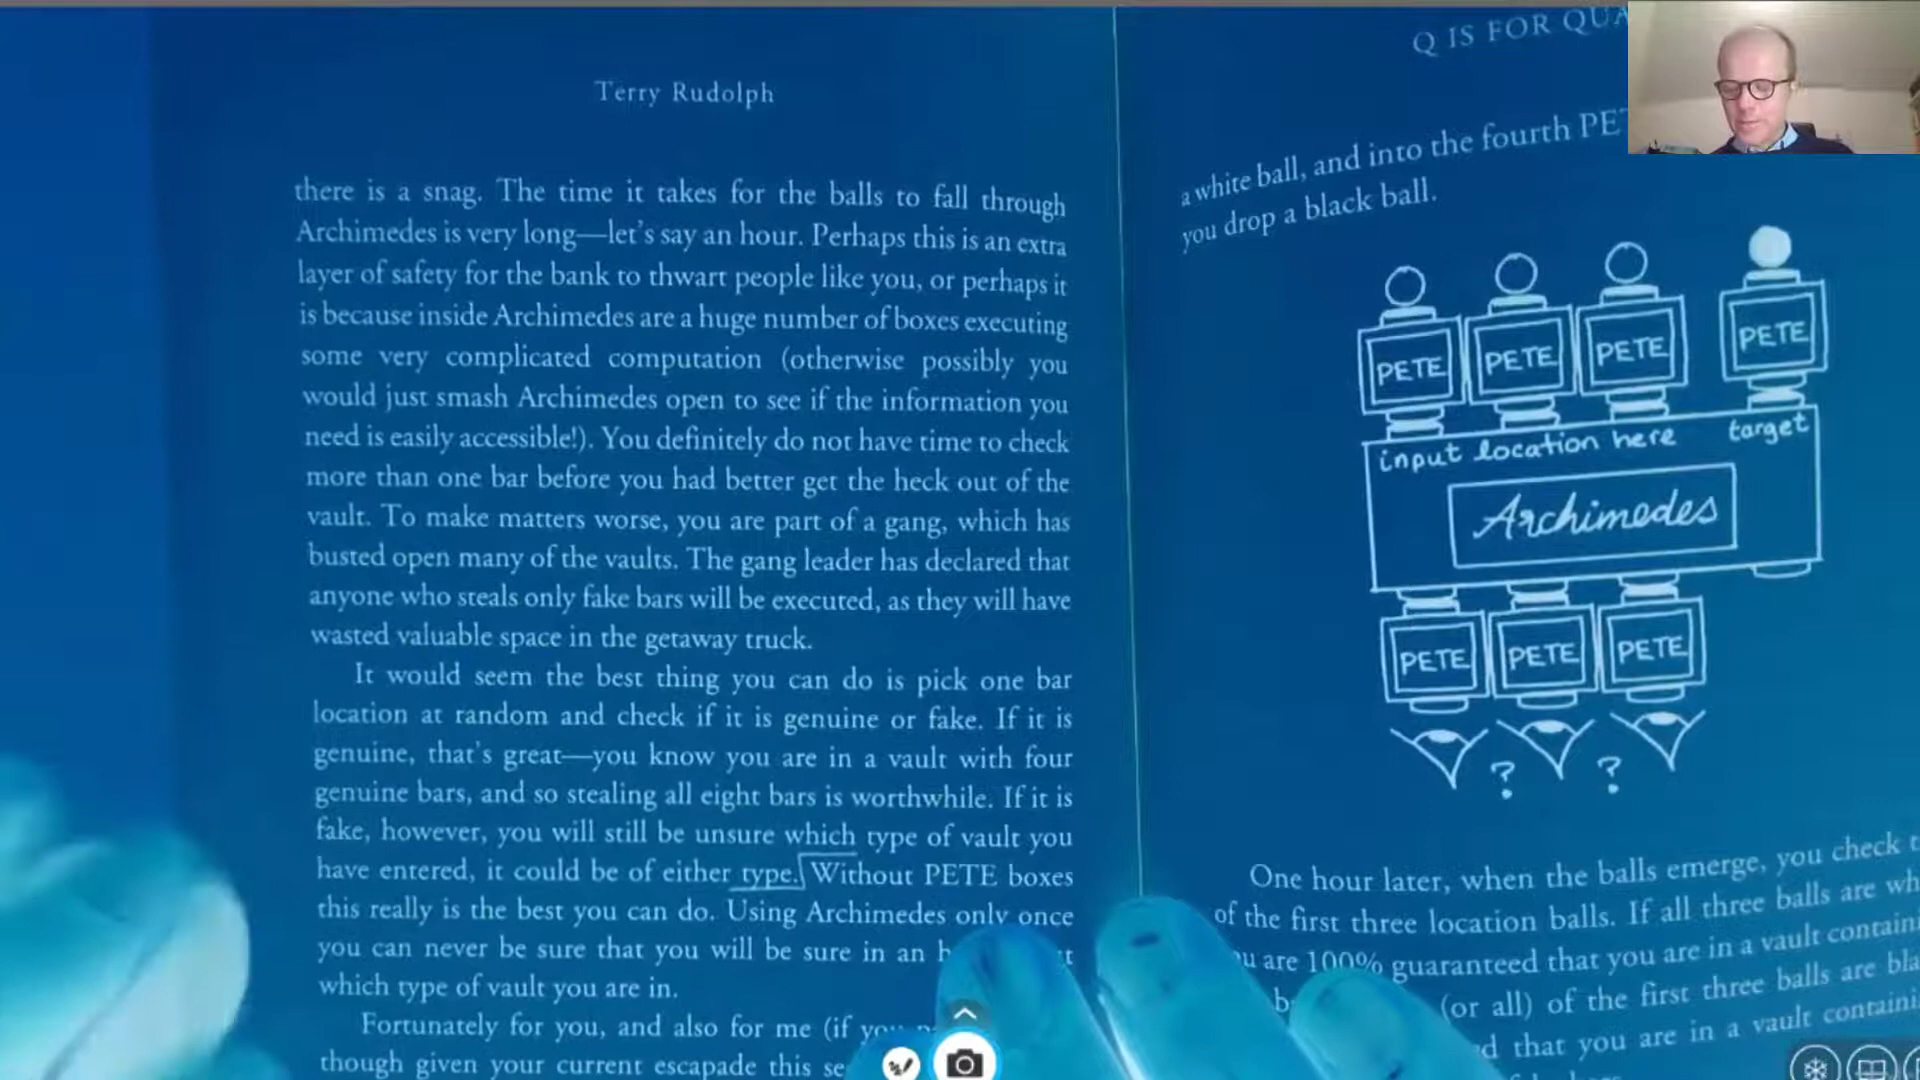 Terry Rudolph
there is a snag. The time it takes for the balls to fall through
Archimedes is very long—let's say an hour. Perhaps this is an extra
layer of safety for the bank to thwart people like you, or perhaps it
is because inside Archimedes are a huge number of boxes executing
some very complicated computation (otherwise possibly you
would just smash Archimedes open to see if the information you
need is easily accessible!). You definitely do not have time to check
more than one bar before you had better get the heck out of the
vault. To make matters worse, you are part of a gang, which has
busted open many of the vaults. The gang leader has declared that
anyone who steals only fake bars will be executed, as they will have
wasted valuable space in the getaway truck.
It would seem the best thing you can do is pick one bar
location at random and check if it is genuine or fake. If it is
genuine, that's great—you know you are in a vault with four
genuine bars, and so stealing all eight bars is worthwhile. If it is
fake, however, you will still be unsure which type of vault you
have entered, it could be of either type. Without PETE boxes
this really is the best you can do. Using Archimedes only once
you can never be sure that you will be sure in an
which type of vault you are in.
Fortunately for you, and also for me (if you
though given your current escapade this
Q IS FOR
a white ball, and into the fourth
you drop a black ball.
PETE PETE PETE PETE
input location here target
Archimedes
PETE PETE PETE
? ?
One hour later, when the balls emerge, you check
of the first three location balls. If all three balls are
are 100% guaranteed that you are in a vault
(or all) of the first three balls are
that you are in a vault